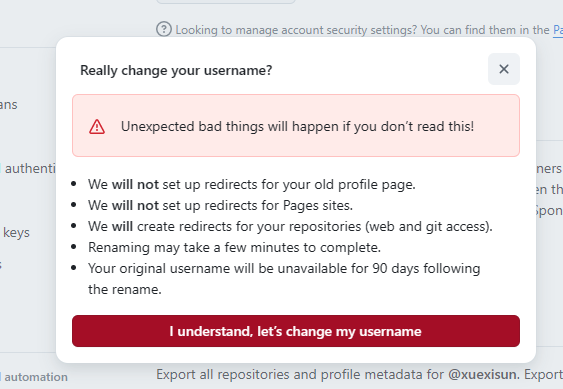 Looking to manage account security settings? You can find them in the Pa
Really change your username?
Unexpected bad things will happen if you don't read this!
ans
authenti
keys
s
ners
en th
Spon
We will not set up redirects for your old profile page.
We will not set up redirects for Pages sites.
We will create redirects for your repositories (web and git access).
Renaming may take a few minutes to complete.
Your original username will be unavailable for 90 days following
the rename.
I understand, let's change my username
automation
Export all repositories and profile metadata for @xuexisun. Export